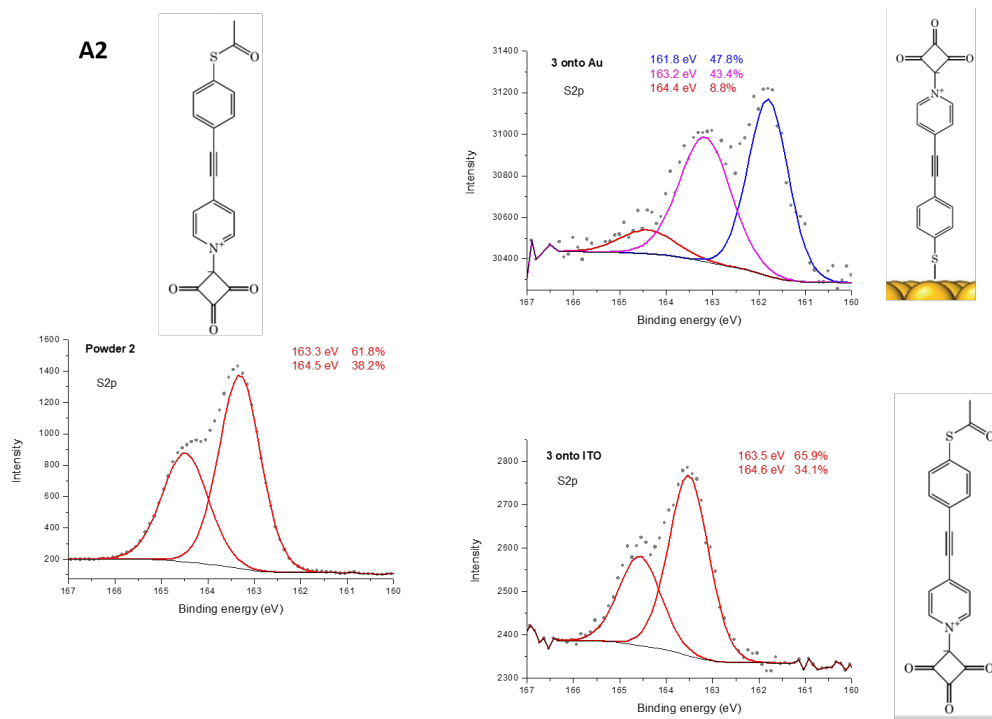 A2
O
S
N+
-
O
O
O
3 onto Au
S2p
161.8 eV 47.8%
163.2 eV 43.4%
164.4 eV 8.8%
31400
31200
31000
30600
30400
Intensity
167 166 165 164 163 162 161 160
Binding energy (eV)
O
O
O
-
N+
S
Powder 2
S2p
163.3 eV 61.8%
164.5 eV 38.2%
1600
1400
1200
1000
800
600
400
200
Intensity
167 166 165 164 163 162 161 160
Binding energy (eV)
3 onto ITO
S2p
163.5 eV 65.9%
164.6 eV 34.1%
2800
2700
2600
2500
2400
2300
Intensity
167 166 165 164 163 162 161 160
Binding energy (eV)
O
S
N+
-
O
O
O